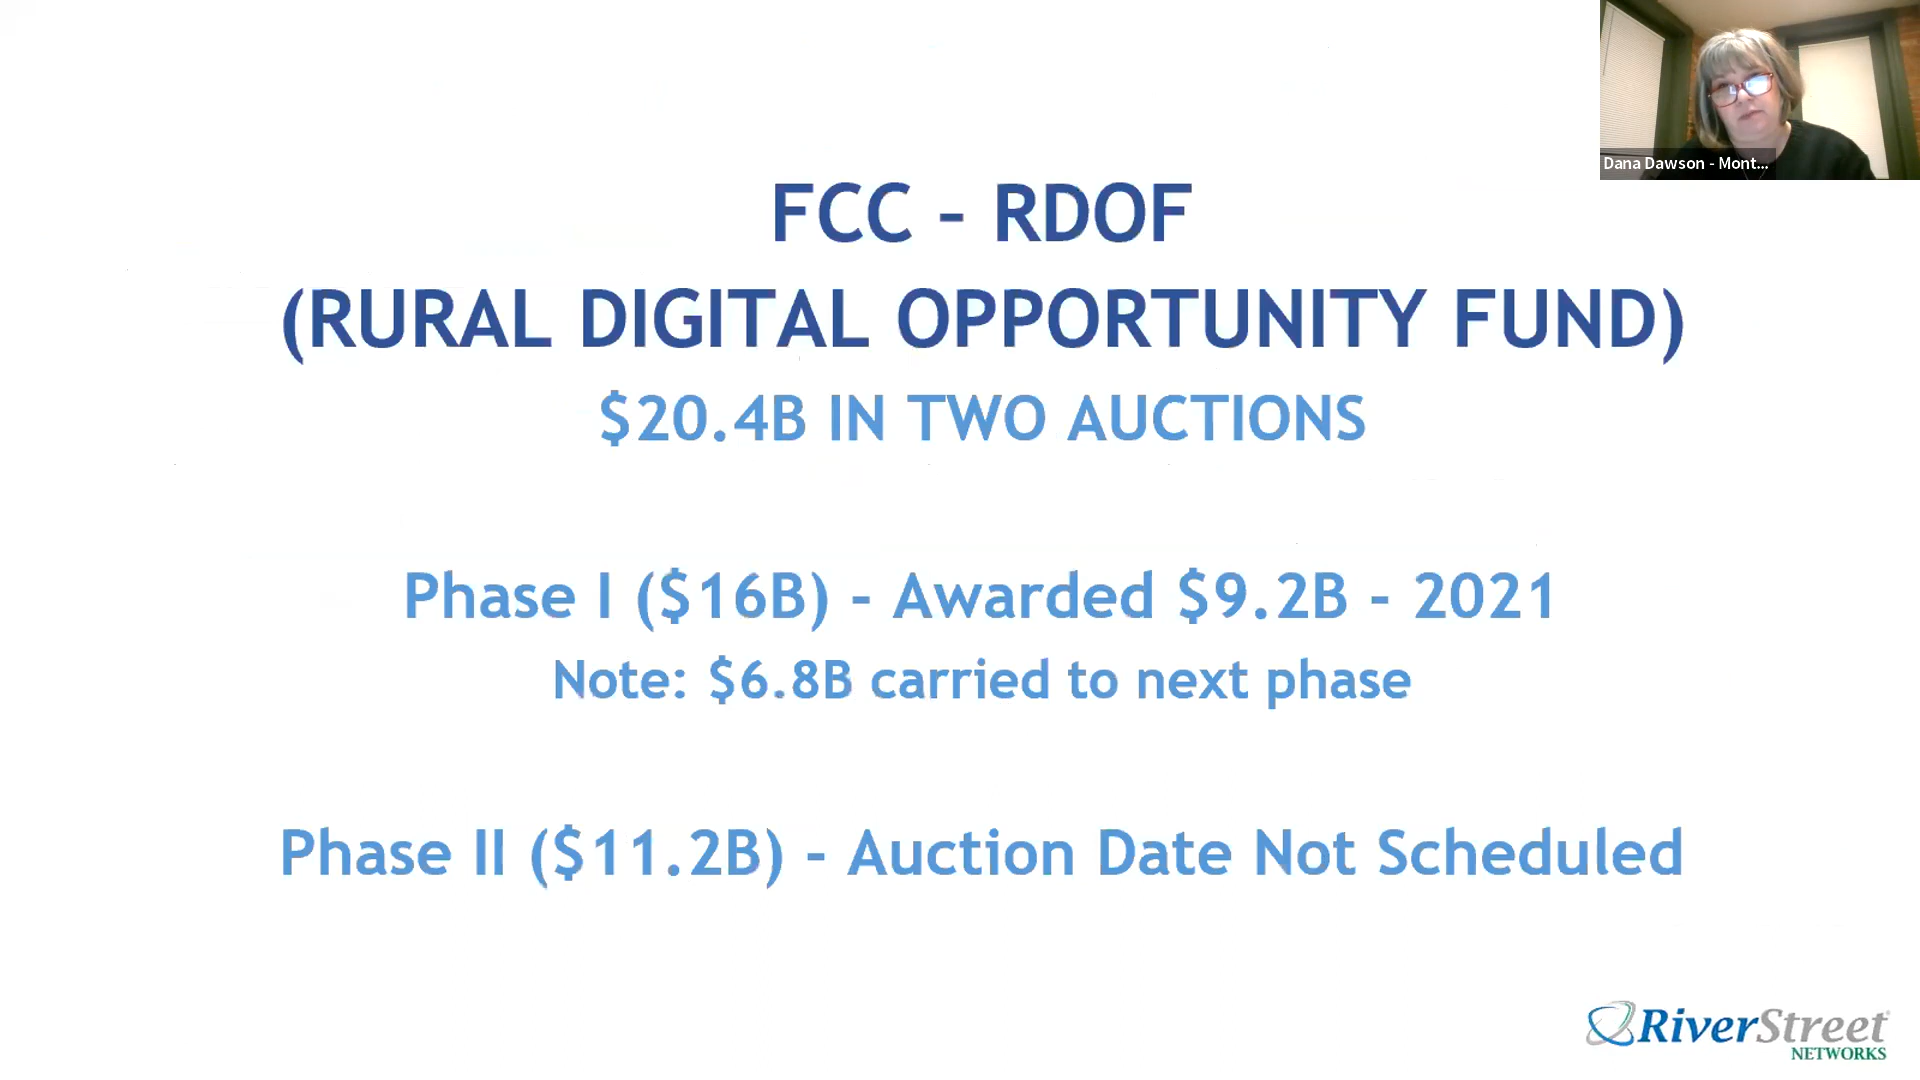 FCC – RDOF
(RURAL DIGITAL OPPORTUNITY FUND)
$20.4B IN TWO AUCTIONS
Phase I ($16B) - Awarded $9.2B - 2021
Note: $6.8B carried to next phase
Phase II ($11.2B) - Auction Date Not Scheduled
Dana Dawson - Mont...
RiverStreet
NETWORKS